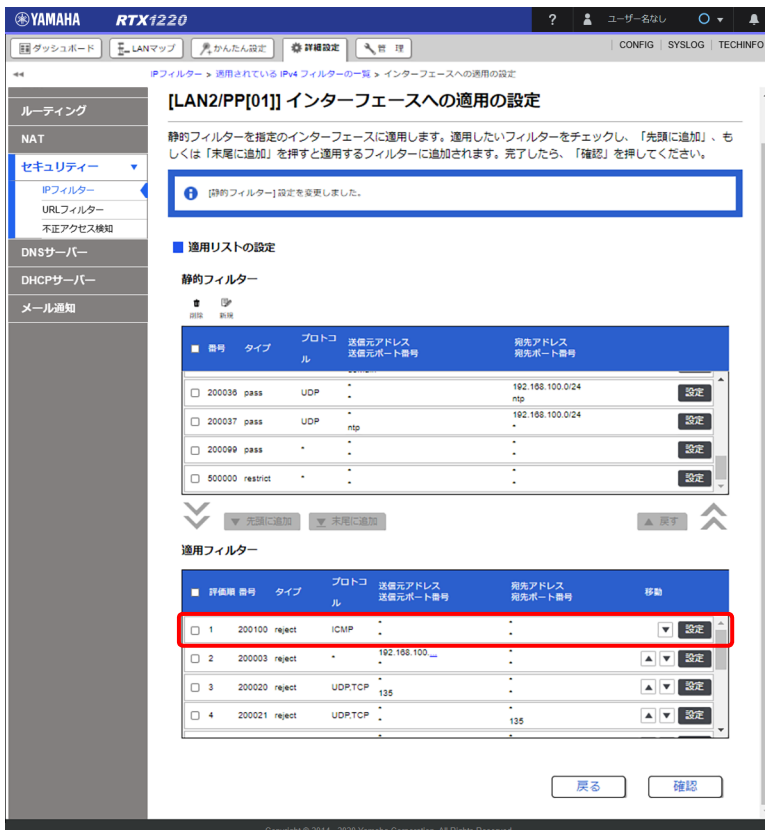 YAMAHA RTX1220 ? ユーザーなし
ダッシュボード LANマップ かんたん設定 詳細設定 管 理 CONFIG SYSLOG TECHINFO
IPフィルター > 適用されている IPv4 フィルターの一覧 > インターフェースへの適用の設定
ルーティング
NAT
セキュリティー
IPフィルター
URLフィルター
不正アクセス検知
DNSサーバー
DHCPサーバー
メール通知
[LAN2/PP[01]] インターフェースへの適用の設定
静的フィルターを指定のインターフェースに適用します。適用したいフィルターをチェックし、「先頭に追加」、も
しくは「末尾に追加」を押すと適用するフィルターに追加されます。完了したら、「確認」を押してください。
[静的フィルター] 設定を変更しました。
適用リストの設定
静的フィルター
削除 新規
番号 タイプ プロトコル 送信元アドレス 宛先アドレス
送信元ポート番号 宛先ポート番号
200036 pass UDP * 192.168.100.0/24 設定
* ntp
200037 pass UDP * 192.168.100.0/24 設定
ntp *
200099 pass * * * 設定
* *
500000 restrict * * * 設定
* *
先頭に追加 末尾に追加 戻す
適用フィルター
評価順 番号 タイプ プロトコル 送信元アドレス 宛先アドレス 移動
送信元ポート番号 宛先ポート番号
1 200100 reject ICMP * * 設定
* *
2 200003 reject * 192.168.100.... * 設定
* *
3 200020 reject UDP,TCP * * 設定
135 *
4 200021 reject UDP,TCP * * 設定
* 135
戻る 確認